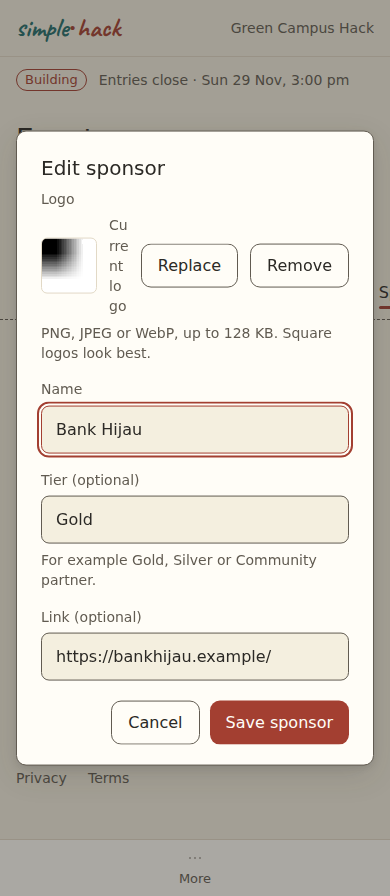 simple hack
Green Campus Hack
Building
Entries close · Sun 29 Nov, 3:00 pm
Edit sponsor
Logo
Cu
rre
nt
lo
go
Replace
Remove
PNG, JPEG or WebP, up to 128 KB. Square
logos look best.
Name
Bank Hijau
Tier (optional)
Gold
For example Gold, Silver or Community
partner.
Link (optional)
https://bankhijau.example/
Cancel
Save sponsor
Privacy
Terms
...
More